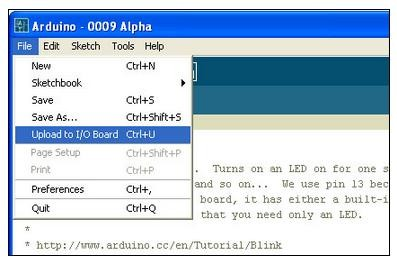 Arduino - 0009 Alpha
File Edit Sketch Tools Help
New Ctrl+N
Sketchbook
Save Ctrl+S
Save As... Ctrl+Shift+S
Upload to I/O Board Ctrl+U
Page Setup Ctrl+Shift+P
Print Ctrl+P
Preferences Ctrl+,
Quit Ctrl+Q
. Turns on an LED on for one s
and so on... We use pin 13 bec
board, it has either a built-i
that you need only an LED.
*
* http://www.arduino.cc/en/Tutorial/Blink